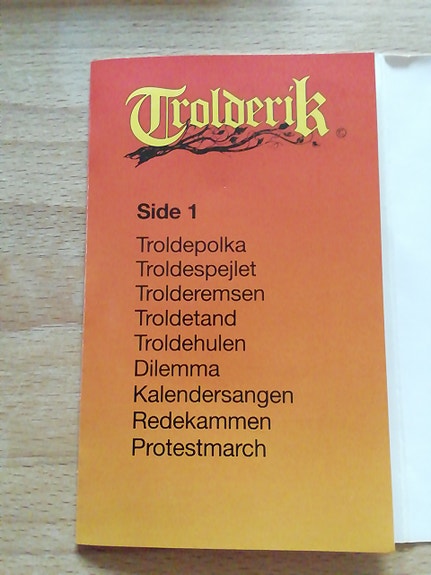 Trolderik ©
Side 1
Troldepolka
Troldespejlet
Trolderemsen
Troldetand
Troldehulen
Dilemma
Kalendersangen
Redekammen
Protestmarch